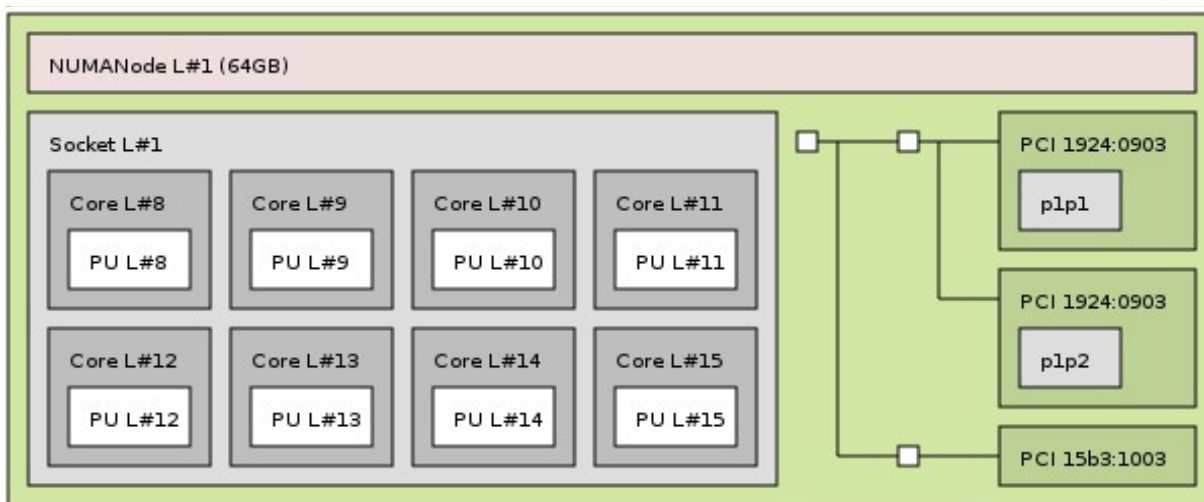 NUMANode L#1 (64GB)
Socket L#1
Core L#8
PU L#8
Core L#9
PU L#9
Core L#10
PU L#10
Core L#11
PU L#11
Core L#12
PU L#12
Core L#13
PU L#13
Core L#14
PU L#14
Core L#15
PU L#15
PCI 1924:0903
p1p1
PCI 1924:0903
p1p2
PCI 15b3:1003